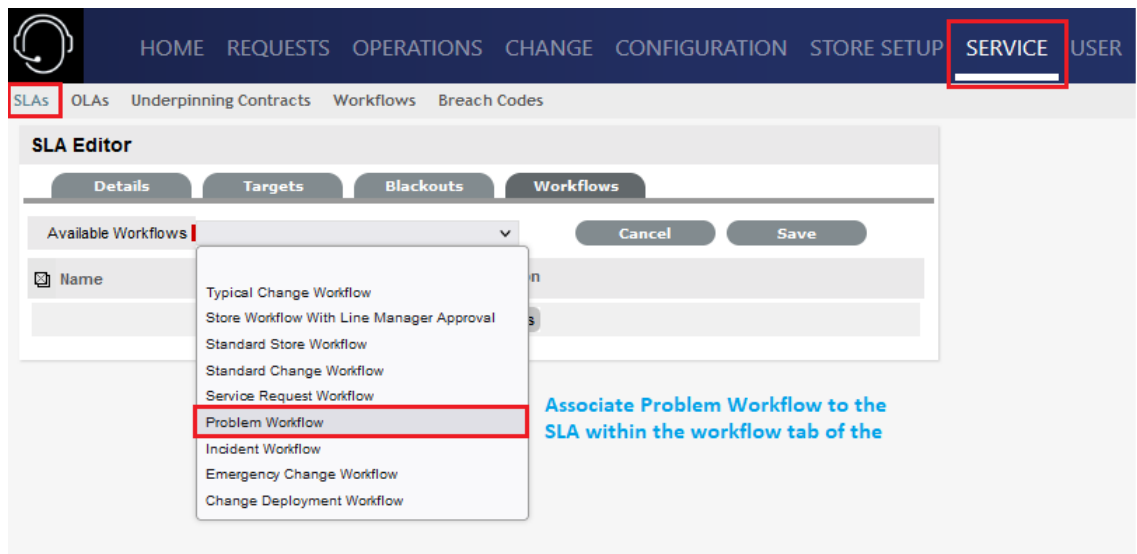 HOME REQUESTS OPERATIONS CHANGE CONFIGURATION STORE SETUP SERVICE USER
SLAs OLAs Underpinning Contracts Workflows Breach Codes
SLA Editor
Details Targets Blackouts Workflows
Available Workflows Cancel Save
Name
Typical Change Workflow
Store Workflow With Line Manager Approval
Standard Store Workflow
Standard Change Workflow
Service Request Workflow
Problem Workflow
Incident Workflow
Emergency Change Workflow
Change Deployment Workflow
Associate Problem Workflow to the
SLA within the workflow tab of the